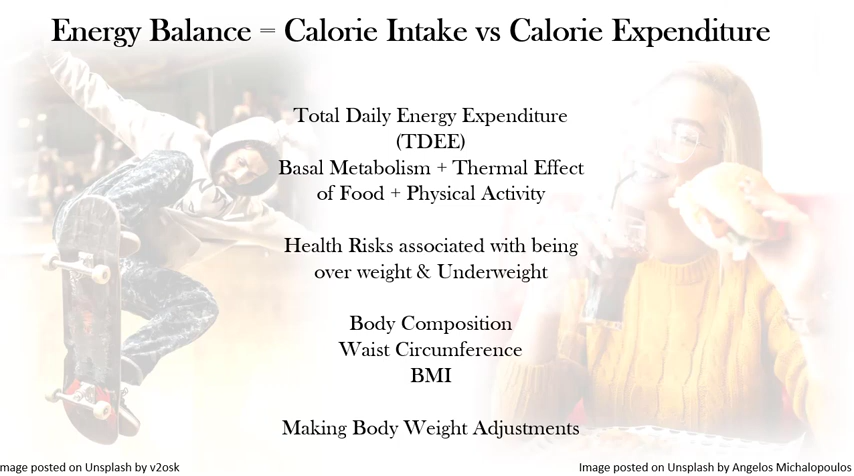 Energy Balance = Calorie Intake vs Calorie Expenditure
Total Daily Energy Expenditure
(TDEE)
Basal Metabolism + Thermal Effect
of Food + Physical Activity
Health Risks associated with being
over weight & Underweight
Body Composition
Waist Circumference
BMI
Making Body Weight Adjustments
mage posted on Unsplash by v2osk
Image posted on Unsplash by Angelos Michalopoulos